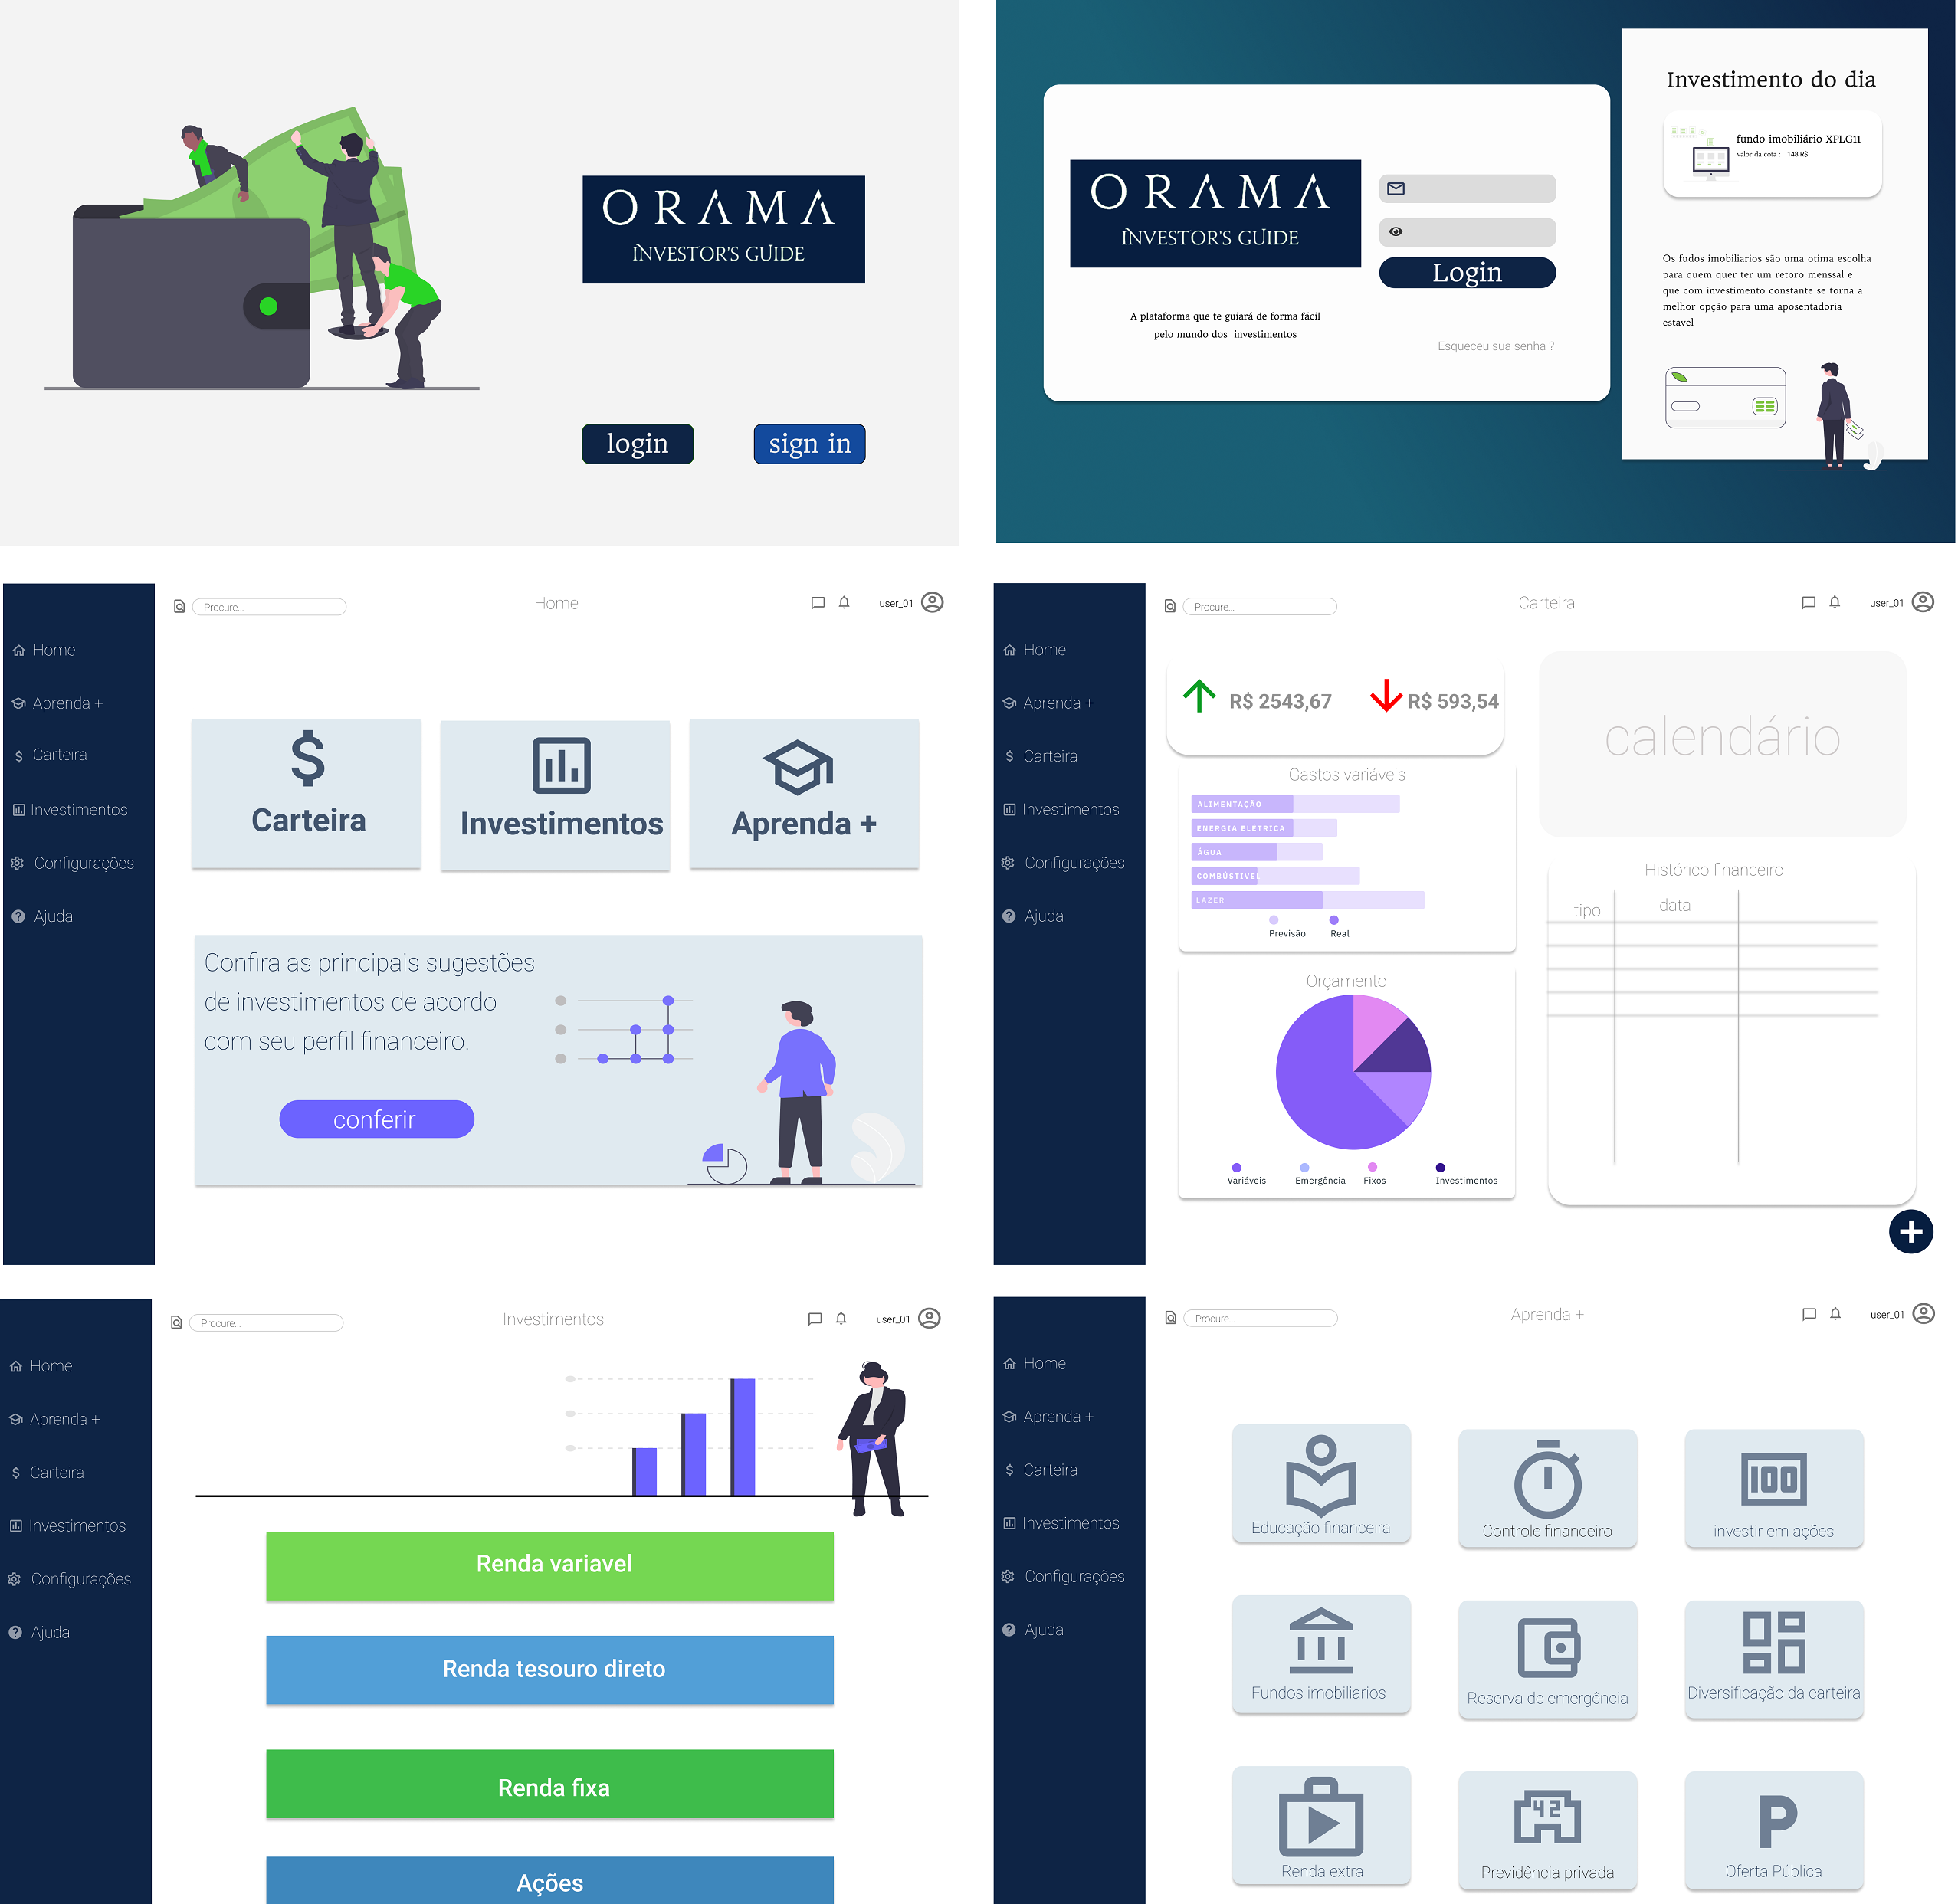 ORAMA
INVESTOR'S GUIDE
login
sign in
ORAMA
INVESTOR'S GUIDE
Login
A plataforma que te guiará de forma fácil
pelo mundo dos investimentos
Esqueceu sua senha ?
Investimento do dia
fundo imobiliário XPLG11
valor da cota : 148 R$
Os fudos imobiliarios são uma otima escolha
para quem quer ter um retoro menssal e
que com investimento constante se torna a
melhor opção para uma aposentadoria
estavel
Procure...
Home
user_01
Home
Aprenda +
Carteira
Investimentos
Configurações
Ajuda
Carteira
Investimentos
Aprenda +
Confira as principais sugestões
de investimentos de acordo
com seu perfil financeiro.
conferir
Procure...
Carteira
user_01
Home
Aprenda +
Carteira
Investimentos
Configurações
Ajuda
R$ 2543,67
R$ 593,54
Gastos variáveis
ALIMENTAÇÃO
ENERGIA ELÉTRICA
ÁGUA
COMBÚSTIVEL
LAZER
Previsão
Real
Orçamento
Variáveis
Emergência
Fixos
Investimentos
calendário
Histórico financeiro
tipo
data
Procure...
Investimentos
user_01
Home
Aprenda +
Carteira
Investimentos
Configurações
Ajuda
Renda variavel
Renda tesouro direto
Renda fixa
Ações
Procure...
Aprenda +
user_01
Home
Aprenda +
Carteira
Investimentos
Configurações
Ajuda
Educação financeira
Controle financeiro
100
investir em ações
Fundos imobiliarios
Reserva de emergência
Diversificação da carteira
Renda extra
42
Previdência privada
P
Oferta Pública